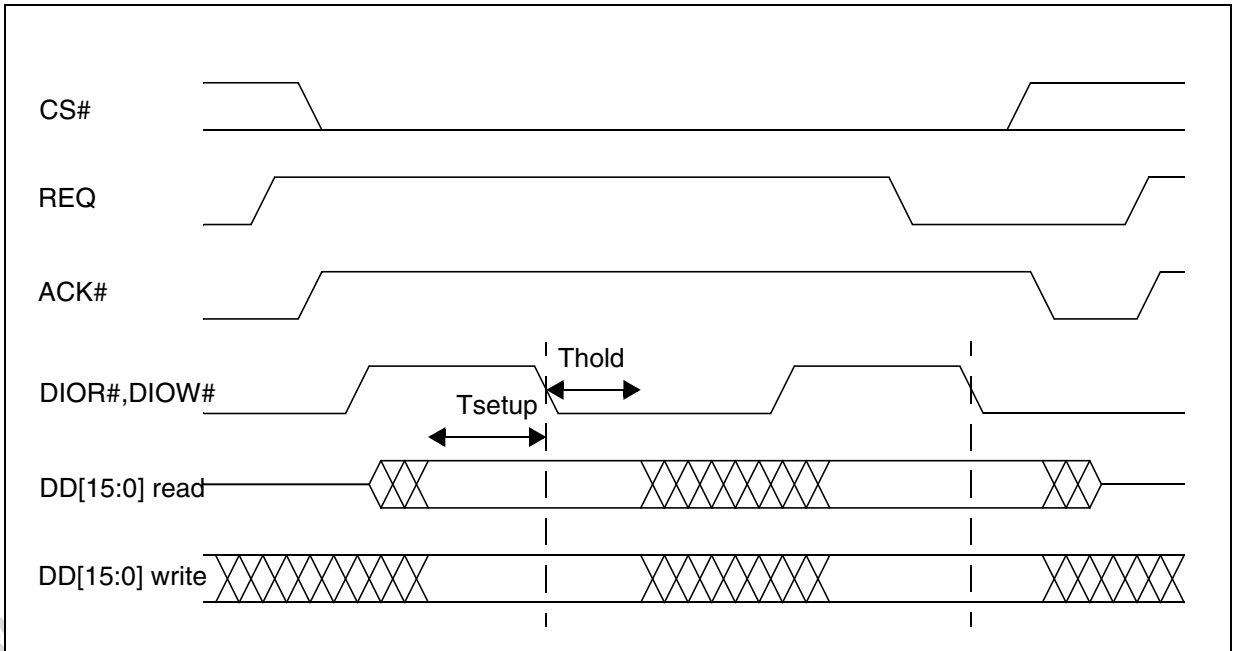 CS#
REQ
ACK#
Thold
DIOR#,DIOW#
Tsetup
DD[15:0] read
DD[15:0] write